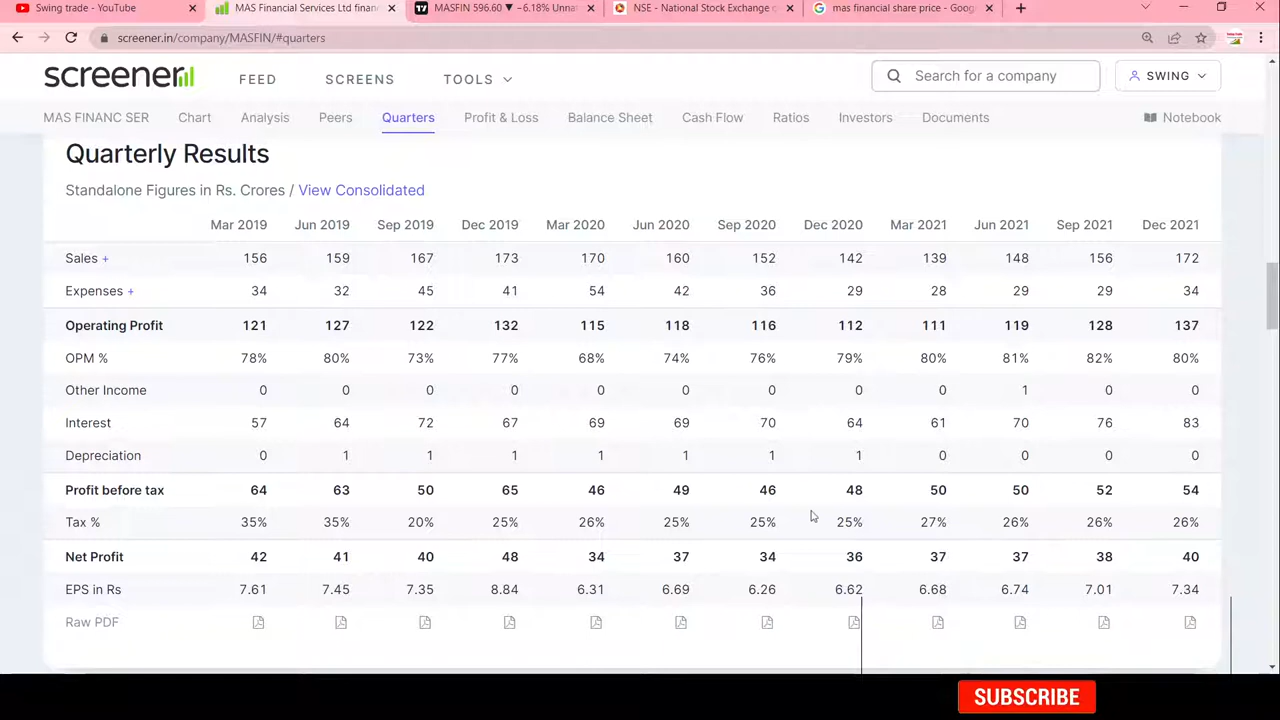 Swing trade - YouTube
MAS Financial Services Ltd finan
MASFIN 596.60 ▼ −6.18% Unna
NSE - National Stock Exchange o
mas financial share price - Goog
screener.in/company/MASFIN/#quarters
screener
FEED SCREENS TOOLS
Search for a company
SWING
MAS FINANC SER Chart Analysis Peers Quarters Profit & Loss Balance Sheet Cash Flow Ratios Investors Documents Notebook
Quarterly Results
Standalone Figures in Rs. Crores / View Consolidated
Mar 2019 Jun 2019 Sep 2019 Dec 2019 Mar 2020 Jun 2020 Sep 2020 Dec 2020 Mar 2021 Jun 2021 Sep 2021 Dec 2021
Sales + 156 159 167 173 170 160 152 142 139 148 156 172
Expenses + 34 32 45 41 54 42 36 29 28 29 29 34
Operating Profit 121 127 122 132 115 118 116 112 111 119 128 137
OPM % 78% 80% 73% 77% 68% 74% 76% 79% 80% 81% 82% 80%
Other Income 0 0 0 0 0 0 0 0 0 1 0 0
Interest 57 64 72 67 69 69 70 64 61 70 76 83
Depreciation 0 1 1 1 1 1 1 1 0 0 0 0
Profit before tax 64 63 50 65 46 49 46 48 50 50 52 54
Tax % 35% 35% 20% 25% 26% 25% 25% 25% 27% 26% 26% 26%
Net Profit 42 41 40 48 34 37 34 36 37 37 38 40
EPS in Rs 7.61 7.45 7.35 8.84 6.31 6.69 6.26 6.62 6.68 6.74 7.01 7.34
Raw PDF
SUBSCRIBE